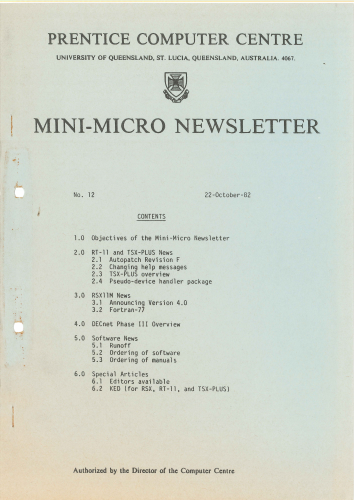 PRENTICE COMPUTER CENTRE
UNIVERSITY OF QUEENSLAND, ST. LUCIA, QUEENSLAND, AUSTRALIA. 4067.
MINI-MICRO NEWSLETTER
No. 12 22-October-82
CONTENTS
1.0 Objectives of the Mini-Micro Newsletter
2.0 RT-11 and TSX-PLUS News
2.1 Autopatch Revision F
2.2 Changing help messages
2.3 TSX-PLUS overview
2.4 Pseudo-device handler package
3.0 RSX11M News
3.1 Announcing Version 4.0
3.2 Fortran-77
4.0 DECnet Phase III Overview
5.0 Software News
5.1 Runoff
5.2 Ordering of software
5.3 Ordering of manuals
6.0 Special Articles
6.1 Editors available
6.2 KED (for RSX, RT-11, and TSX-PLUS)
Authorized by the Director of the Computer Centre